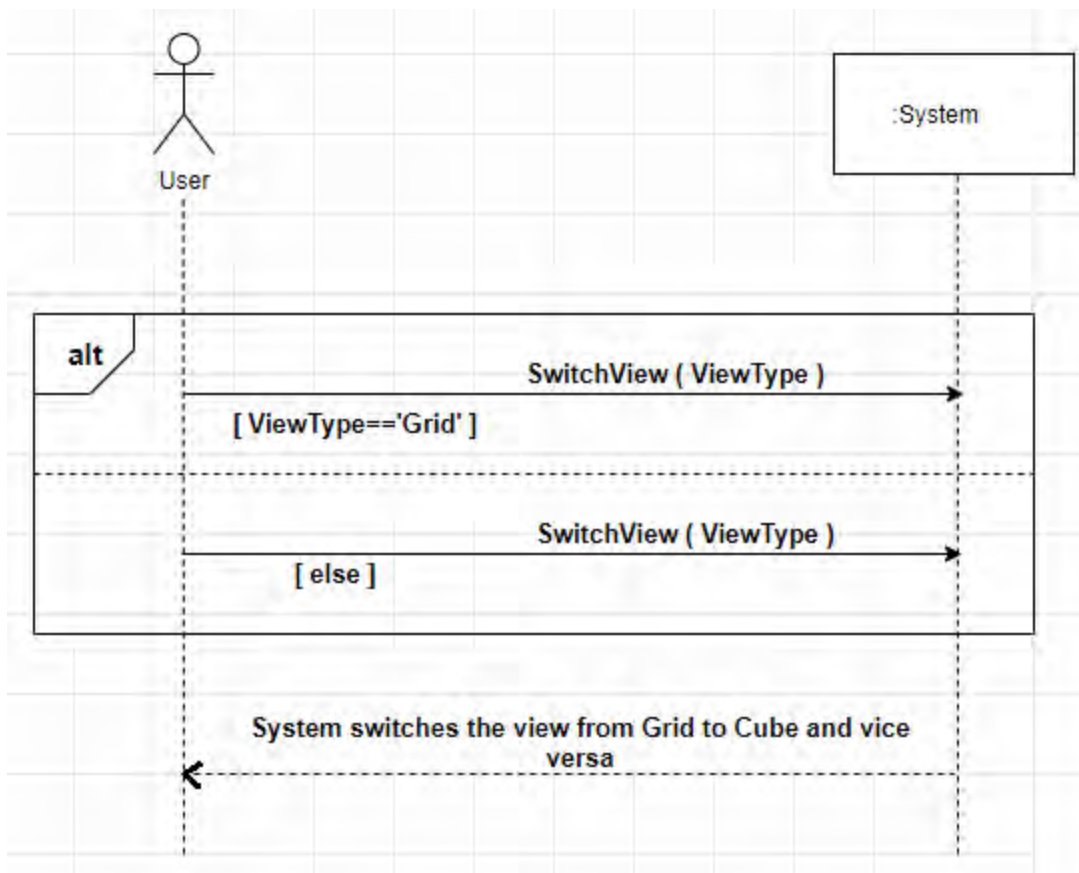 :System
User
alt
SwitchView ( ViewType )
[ ViewType=='Grid' ]
SwitchView ( ViewType )
[ else ]
System switches the view from Grid to Cube and vice
versa